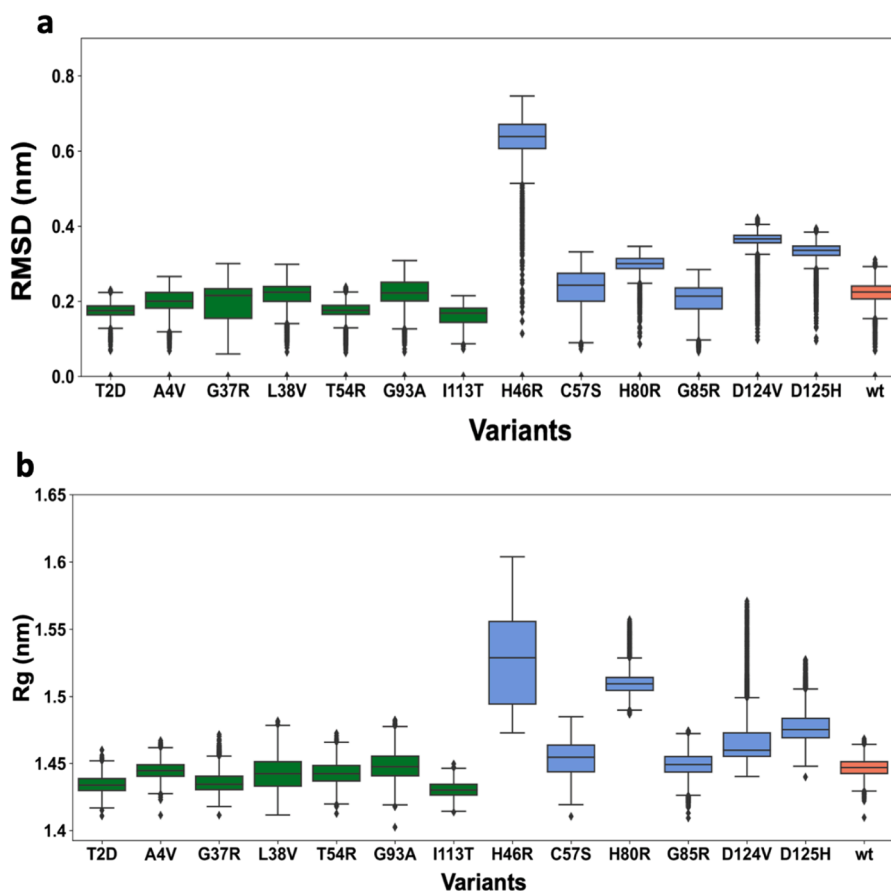 a
0.8
0.6
RMSD (nm)
0.4
0.2
0.0
T2D A4V G37R L38V T54R G93A I113T H46R C57S H80R G85R D124V D125H wt
Variants
b
1.65
1.6
1.55
Rg (nm)
1.5
1.45
1.4
T2D A4V G37R L38V T54R G93A I113T H46R C57S H80R G85R D124V D125H wt
Variants